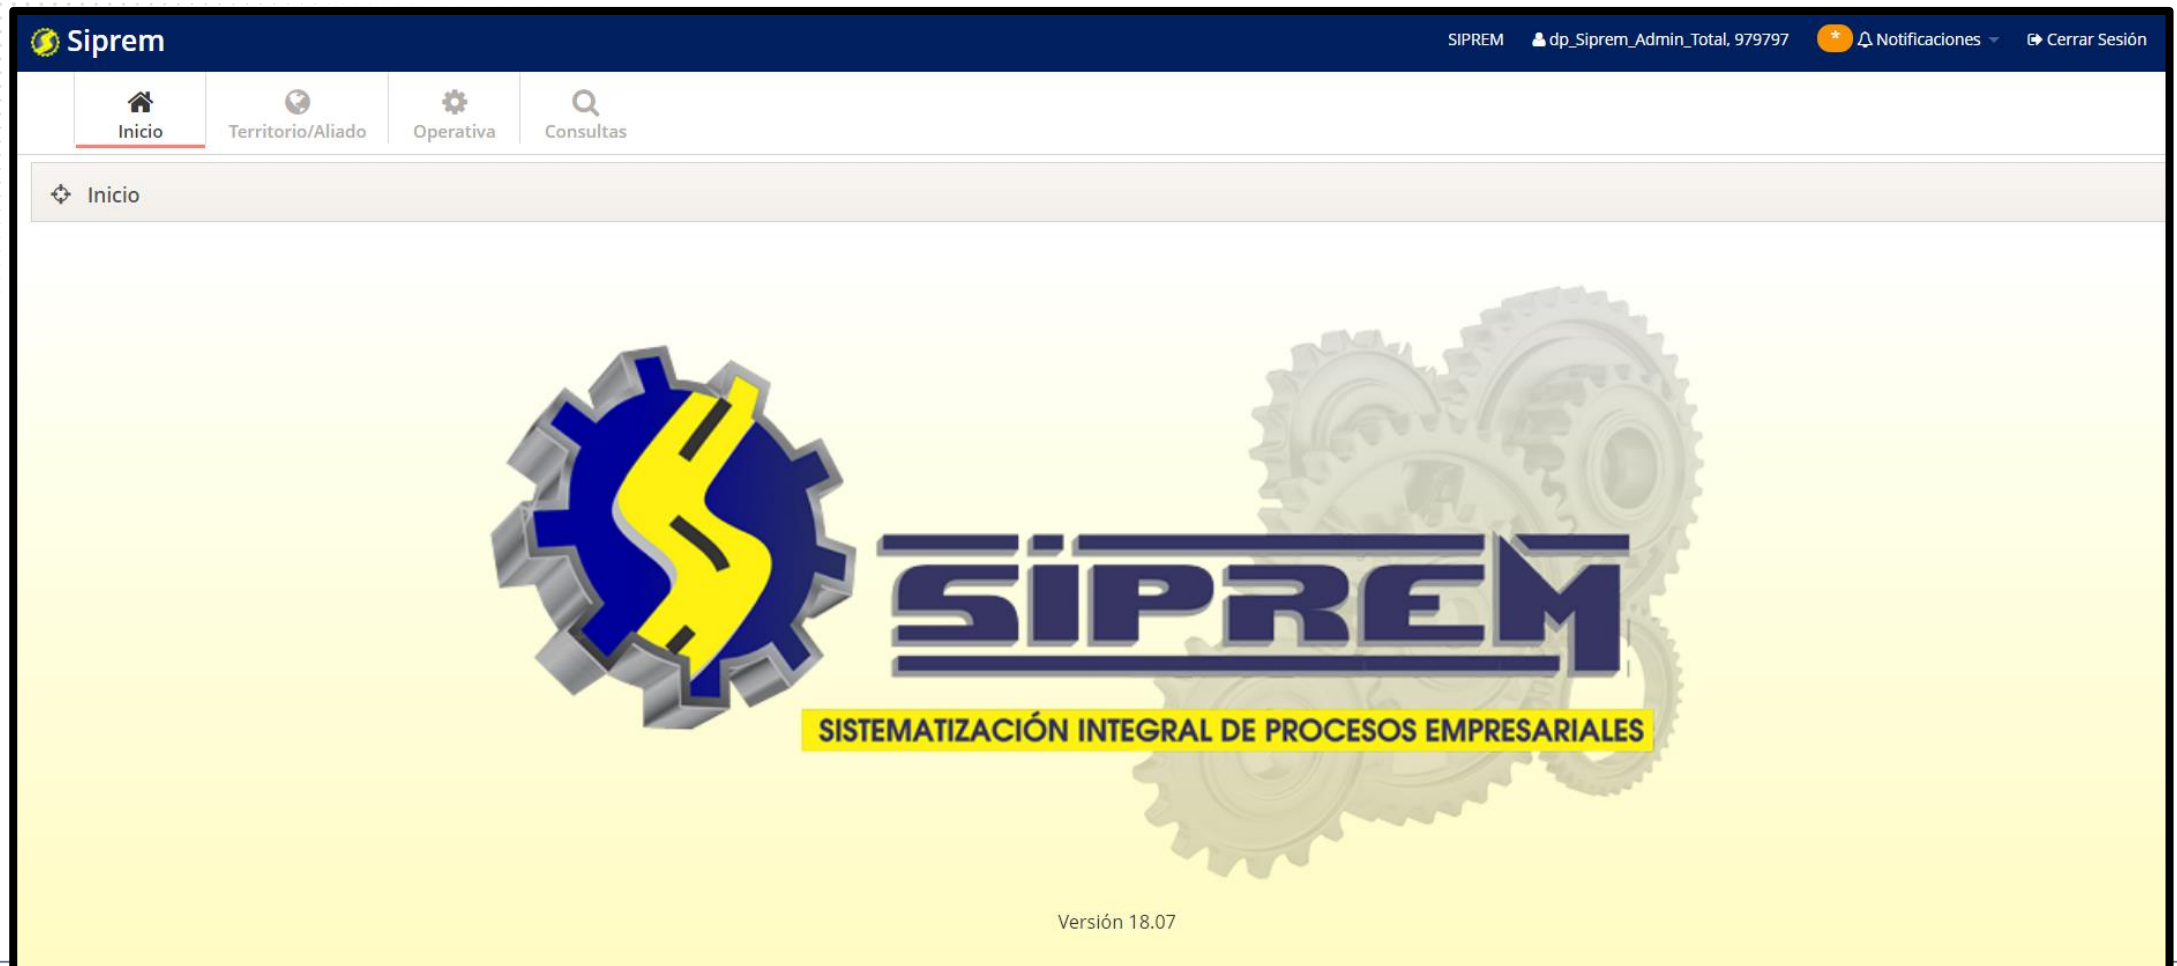 Siprem
SIPREM dp_Siprem_Admin_Total, 979797 * Notificaciones Cerrar Sesión
Inicio Territorio/Aliado Operativa Consultas
Inicio
SIPREM
SISTEMATIZACIÓN INTEGRAL DE PROCESOS EMPRESARIALES
Versión 18.07